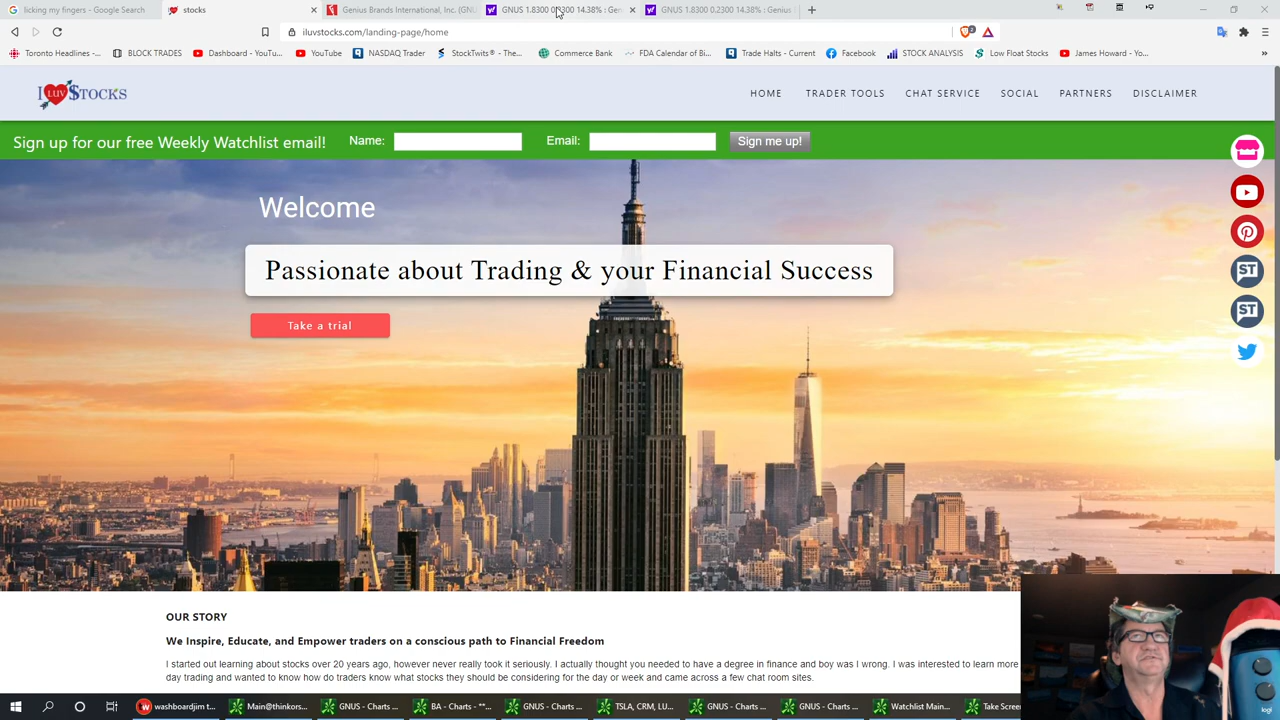 licking my fingers - Google Search
stocks
Genius Brands International, Inc. (GNU
GNUS 1.8300 0.2300 14.38% : Gen
GNUS 1.8300 0.2300 14.38% : Genius
iluvstocks.com/landing-page/home
Toronto Headlines -...
BLOCK TRADES
Dashboard - YouTu...
YouTube
NASDAQ Trader
StockTwits® - The...
Commerce Bank
FDA Calendar of Bi...
Trade Halts - Current
Facebook
STOCK ANALYSIS
Low Float Stocks
James Howard - Yo...
I LUV $TOCKS
HOME
TRADER TOOLS
CHAT SERVICE
SOCIAL
PARTNERS
DISCLAIMER
Sign up for our free Weekly Watchlist email!
Name:
Email:
Sign me up!
Welcome
Passionate about Trading & your Financial Success
Take a trial
ST
ST
OUR STORY
We Inspire, Educate, and Empower traders on a conscious path to Financial Freedom
I started out learning about stocks over 20 years ago, however never really took it seriously. I actually thought you needed to have a degree in finance and boy was I wrong. I was interested to learn more
day trading and wanted to know how do traders know what stocks they should be considering for the day or week and came across a few chat room sites.
washboardjim t...
Main@thinkors...
GNUS - Charts ...
BA - Charts - **...
GNUS - Charts ...
TSLA, CRM, LU...
GNUS - Charts ...
GNUS - Charts ...
Watchlist Main...
Take Screen
logi